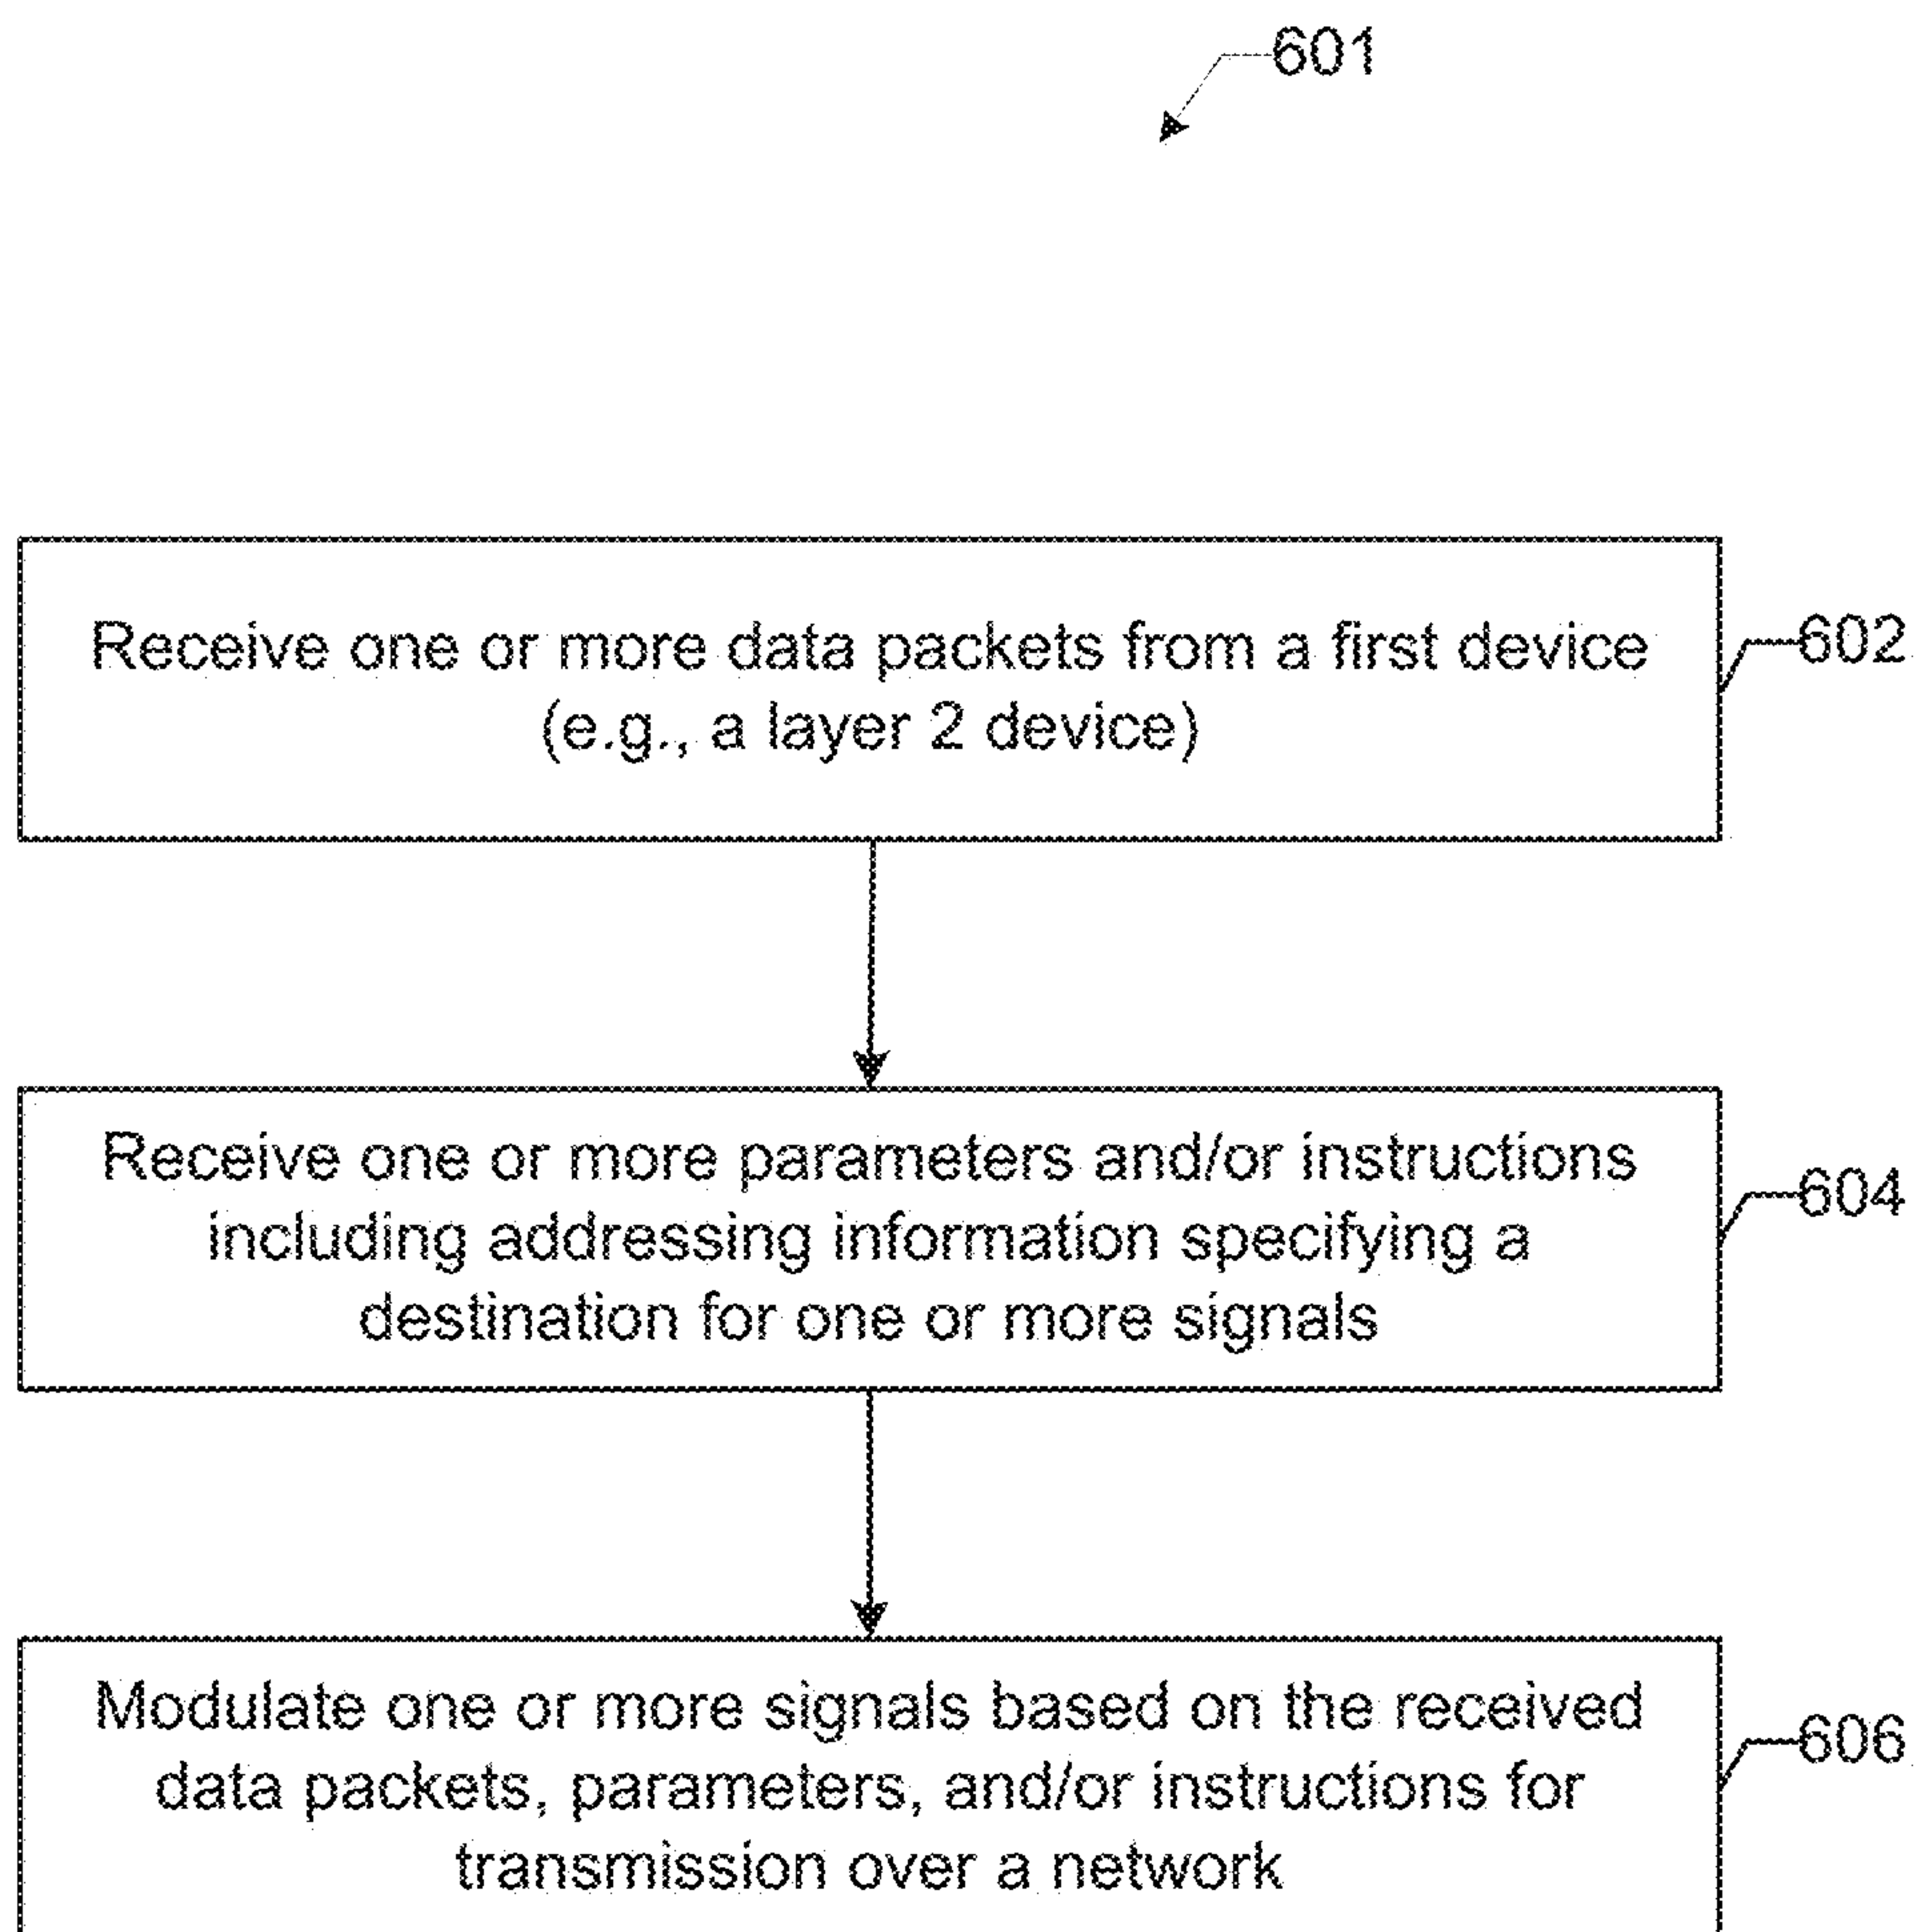 601
Receive one or more data packets from a first device
(e.g., a layer 2 device)
602
Receive one or more parameters and/or instructions
including addressing information specifying a
destination for one or more signals
604
Modulate one or more signals based on the received
data packets, parameters, and/or instructions for
transmission over a network
606